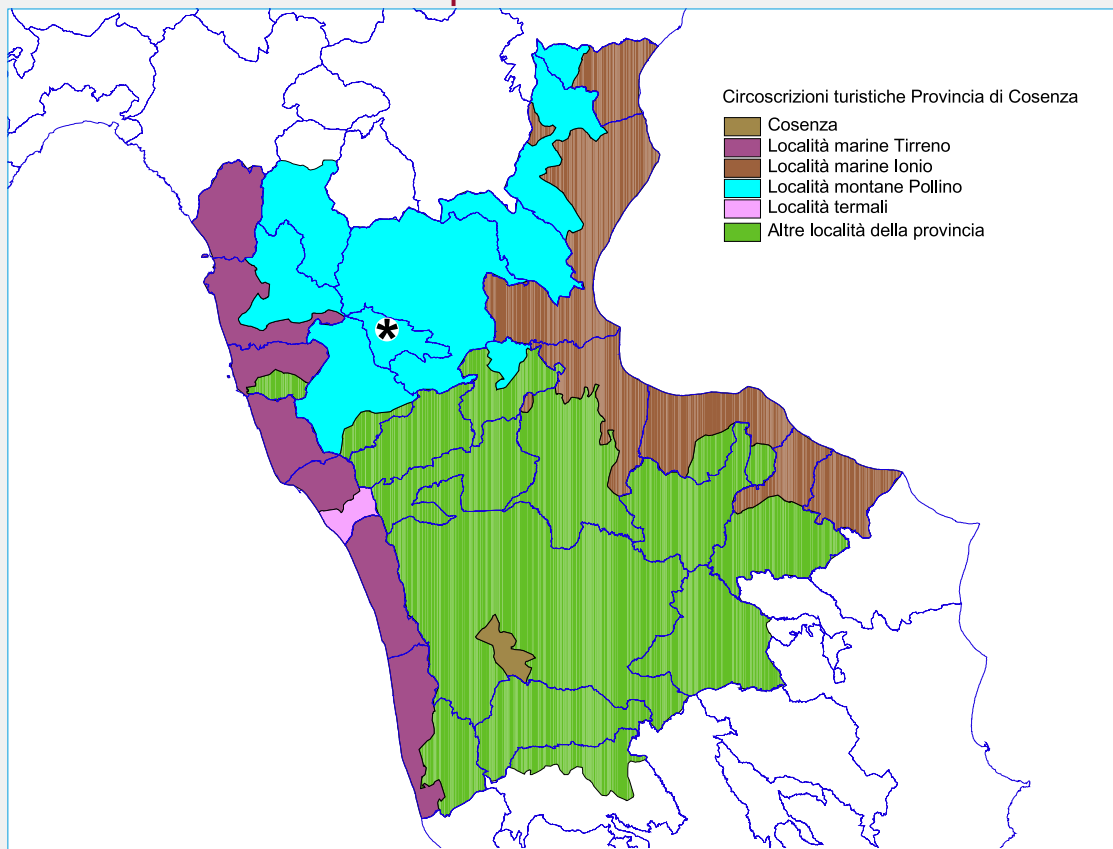 Circoscrizioni turistiche Provincia di Cosenza
Cosenza
Località marine Tirreno
Località marine Ionio
Località montane Pollino
Località termali
Altre località della provincia
*